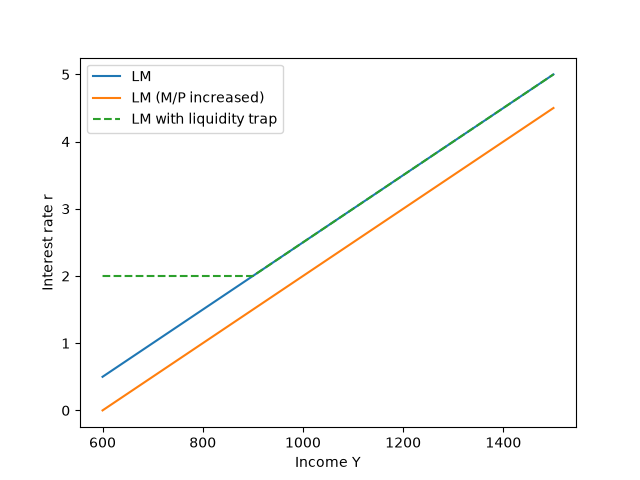 LM
LM (M/P increased)
LM with liquidity trap
5
4
3
2
1
0
Interest rate r
600
800
1000
1200
1400
Income Y